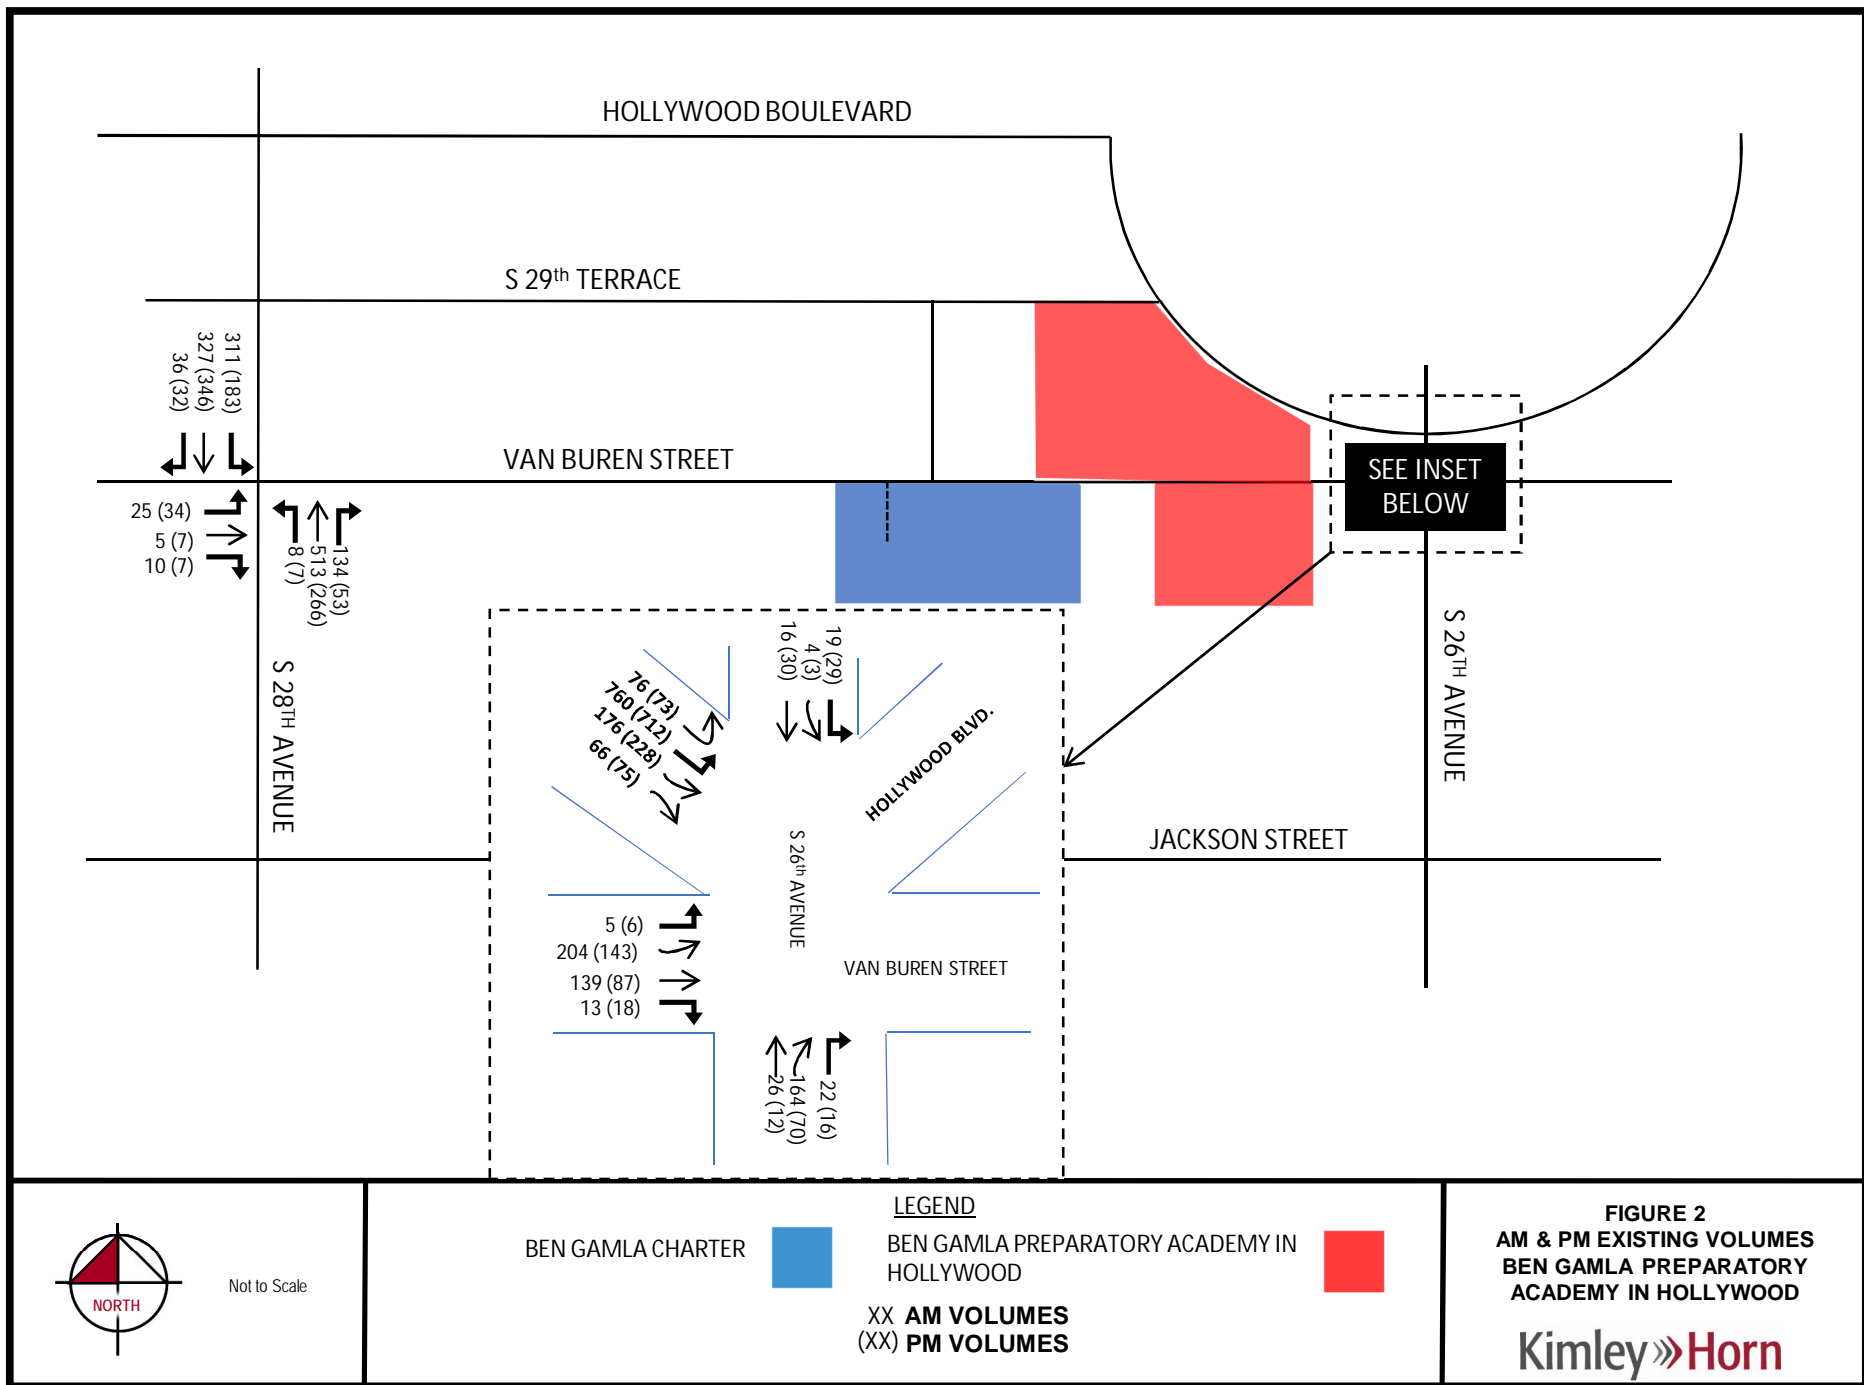 HOLLYWOOD BOULEVARD
S 29th TERRACE
311 (183)
327 (346)
36 (32)
VAN BUREN STREET
SEE INSET
BELOW
25 (34)
5 (7)
10 (7)
8 (7)
513 (266)
134 (53)
S 28TH AVENUE
S 26TH AVENUE
16 (30)
4 (3)
19 (29)
76 (73)
760 (712)
176 (228)
66 (75)
HOLLYWOOD BLVD.
S 26th AVENUE
JACKSON STREET
5 (6)
204 (143)
139 (87)
13 (18)
VAN BUREN STREET
26 (12)
164 (70)
22 (16)
NORTH
Not to Scale
LEGEND
BEN GAMLA CHARTER
BEN GAMLA PREPARATORY ACADEMY IN
HOLLYWOOD
XX AM VOLUMES
(XX) PM VOLUMES
FIGURE 2
AM & PM EXISTING VOLUMES
BEN GAMLA PREPARATORY
ACADEMY IN HOLLYWOOD
Kimley»Horn